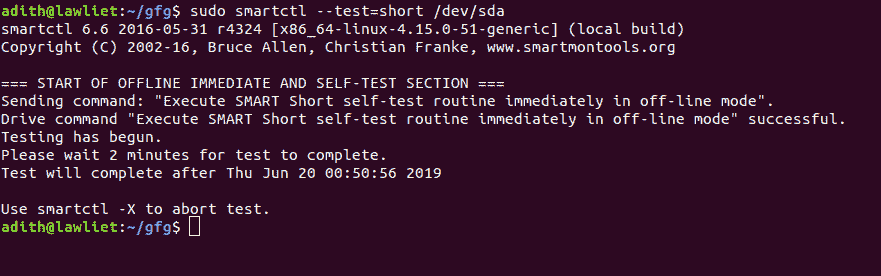 adith@lawliet:~/gfg$ sudo smartctl --test=short /dev/sda
smartctl 6.6 2016-05-31 r4324 [x86_64-linux-4.15.0-51-generic] (local build)
Copyright (C) 2002-16, Bruce Allen, Christian Franke, www.smartmontools.org
=== START OF OFFLINE IMMEDIATE AND SELF-TEST SECTION ===
Sending command: "Execute SMART Short self-test routine immediately in off-line mode".
Drive command "Execute SMART Short self-test routine immediately in off-line mode" successful.
Testing has begun.
Please wait 2 minutes for test to complete.
Test will complete after Thu Jun 20 00:50:56 2019
Use smartctl -X to abort test.
adith@lawliet:~/gfg$